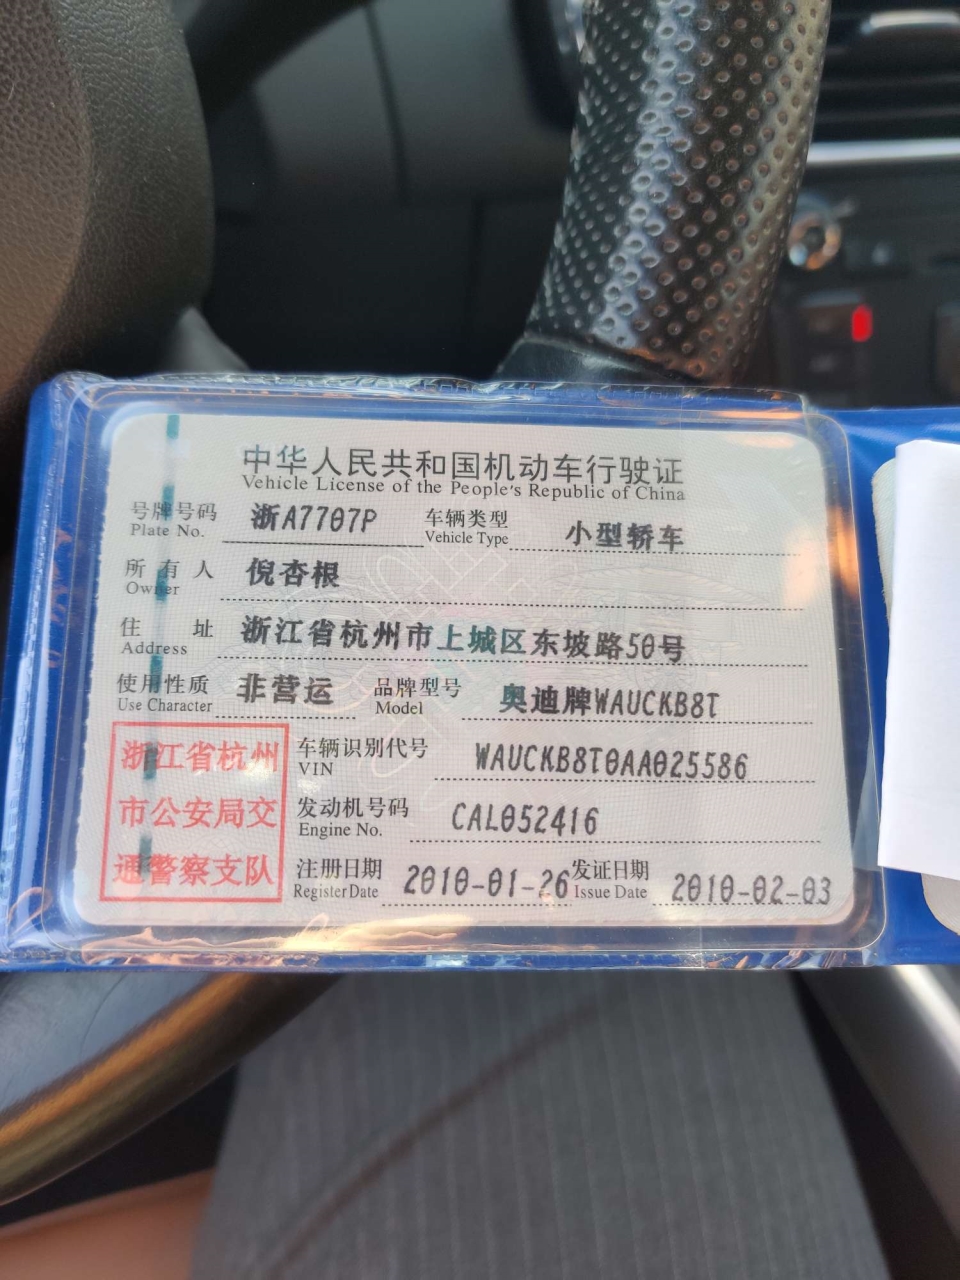 中华人民共和国机动车行驶证
Vehicle License of the People's Republic of China
号牌号码 浙A7707P 车辆类型 小型轿车
Plate No. Vehicle Type
所有人 倪杏根
Owner
住址 浙江省杭州市上城区东坡路50号
Address
使用性质 非营运 品牌型号 奥迪牌WAUCKB8T
Use Character Model
浙江省杭州
市公安局交
通警察支队
车辆识别代号 WAUCKB8T0AA025586
VIN
发动机号码 CAL052416
Engine No.
注册日期 2010-01-26 发证日期 2010-02-03
Register Date Issue Date